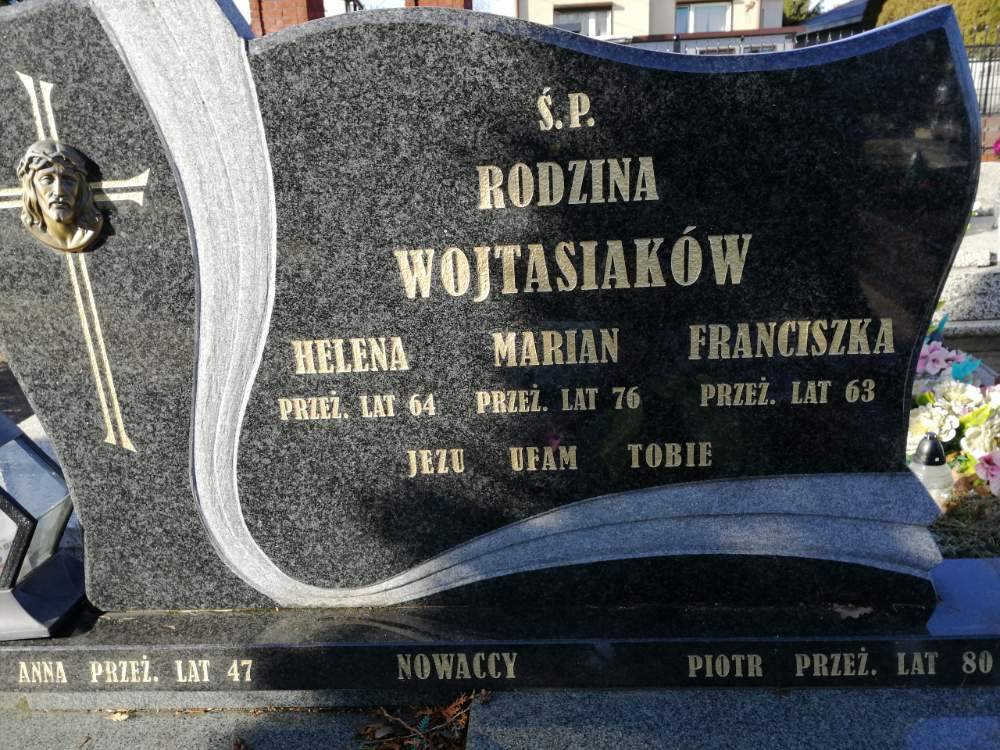 Ś.P.
RODZINA
WOJTASIAKÓW
HELENA MARIAN FRANCISZKA
PRZEŻ. LAT 64 PRZEŻ. LAT 76 PRZEŻ. LAT 63
JEZU UFAM TOBIE
ANNA PRZEŻ. LAT 47 NOWACCY PIOTR PRZEŻ. LAT 80